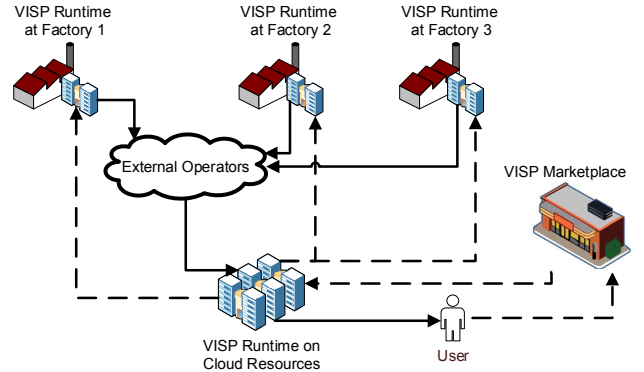 VISP Runtime
at Factory 1
VISP Runtime
at Factory 2
VISP Runtime
at Factory 3
External Operators
VISP Marketplace
VISP Runtime on
Cloud Resources
User